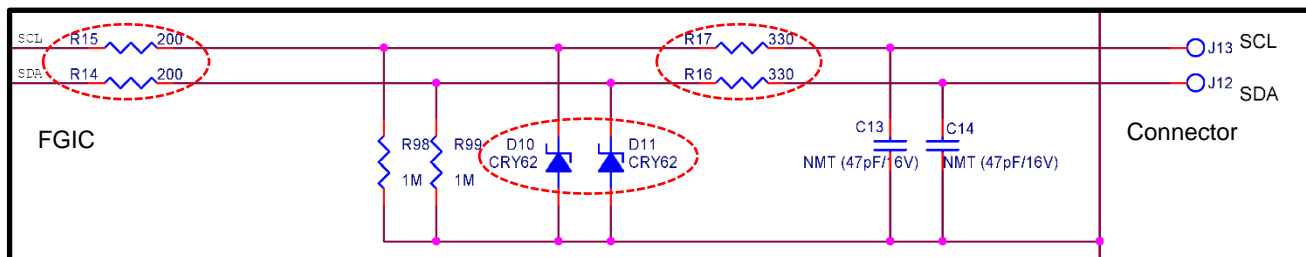 SCL R15 200 R17 330 J13 SCL
SDA R14 200 R16 330 J12 SDA
FGIC R98 R99 D10 D11 C13 C14 Connector
CRY62 CRY62
1M 1M NMT (47pF/16V) NMT (47pF/16V)